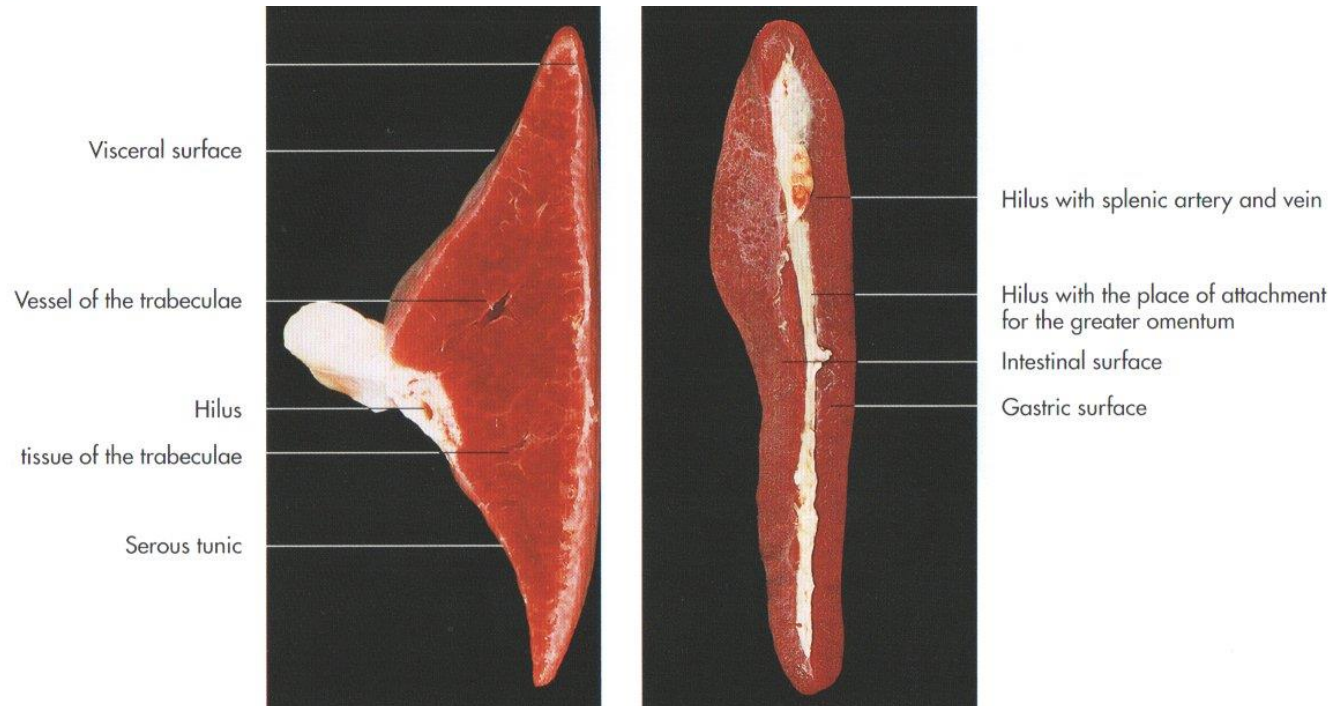 Visceral surface
Vessel of the trabeculae
Hilus
tissue of the trabeculae
Serous tunic
Hilus with splenic artery and vein
Hilus with the place of attachment
for the greater omentum
Intestinal surface
Gastric surface